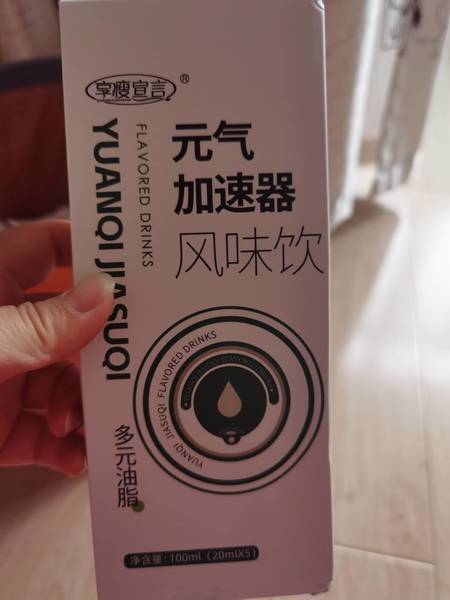 享瘦宣言®
元气
加速器
风味饮
FLAVORED DRINKS
YUANQI JIASUQI
FLAVORED DRINKS
YUANQI JIASUQI
多元油脂
净含量:100ml(20mlX5)